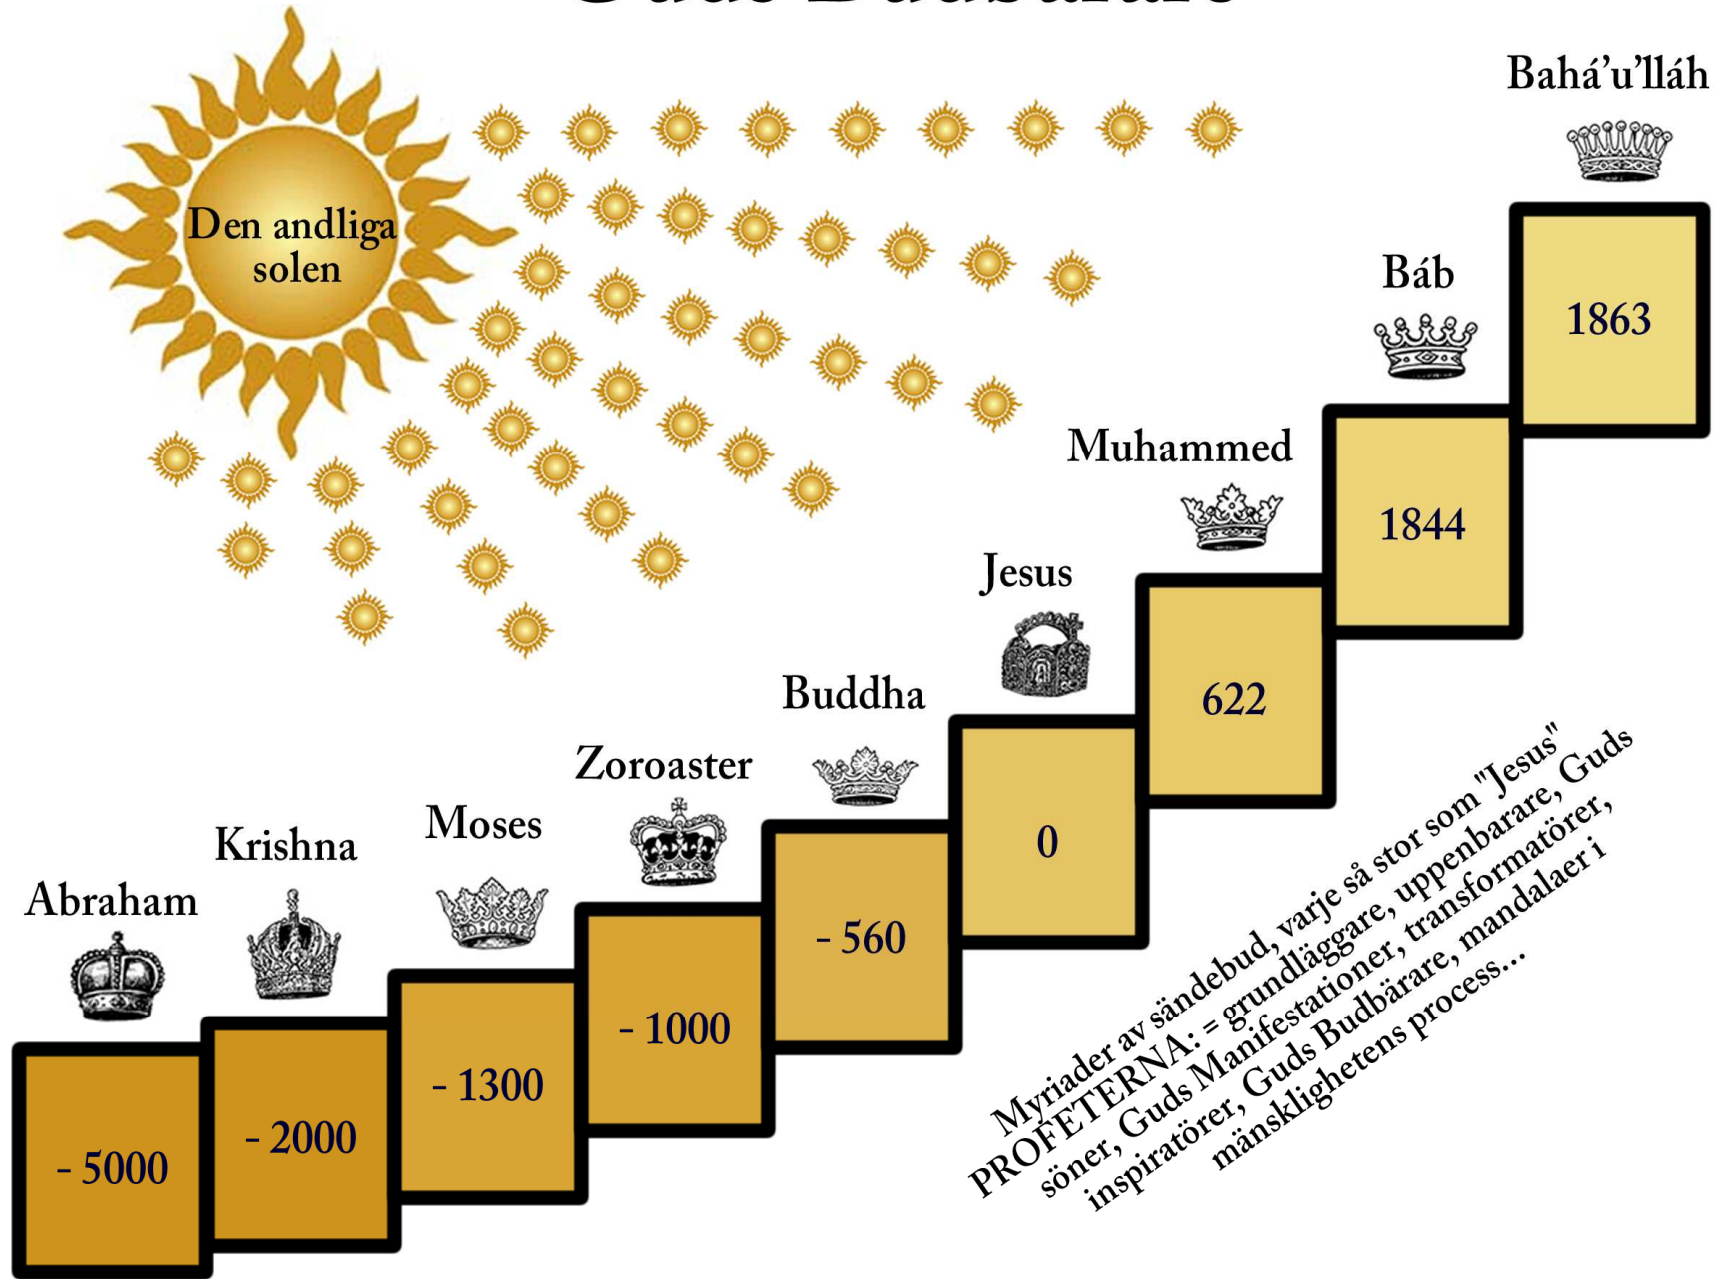 Guds Budbärare
Den andliga
solen
Bahá'u'lláh
1863
Báb
1844
Muhammed
622
Jesus
0
Buddha
- 560
Zoroaster
- 1000
Moses
- 1300
Krishna
- 2000
Abraham
- 5000
Myriader av sändebud, varje så stor som "Jesus"
PROFETERNA: = grundläggare, uppenbarare, Guds
söner, Guds Manifestationer, transformatörer,
inspiratörer, Guds Budbärare, mandalaer i
mänsklighetens process...